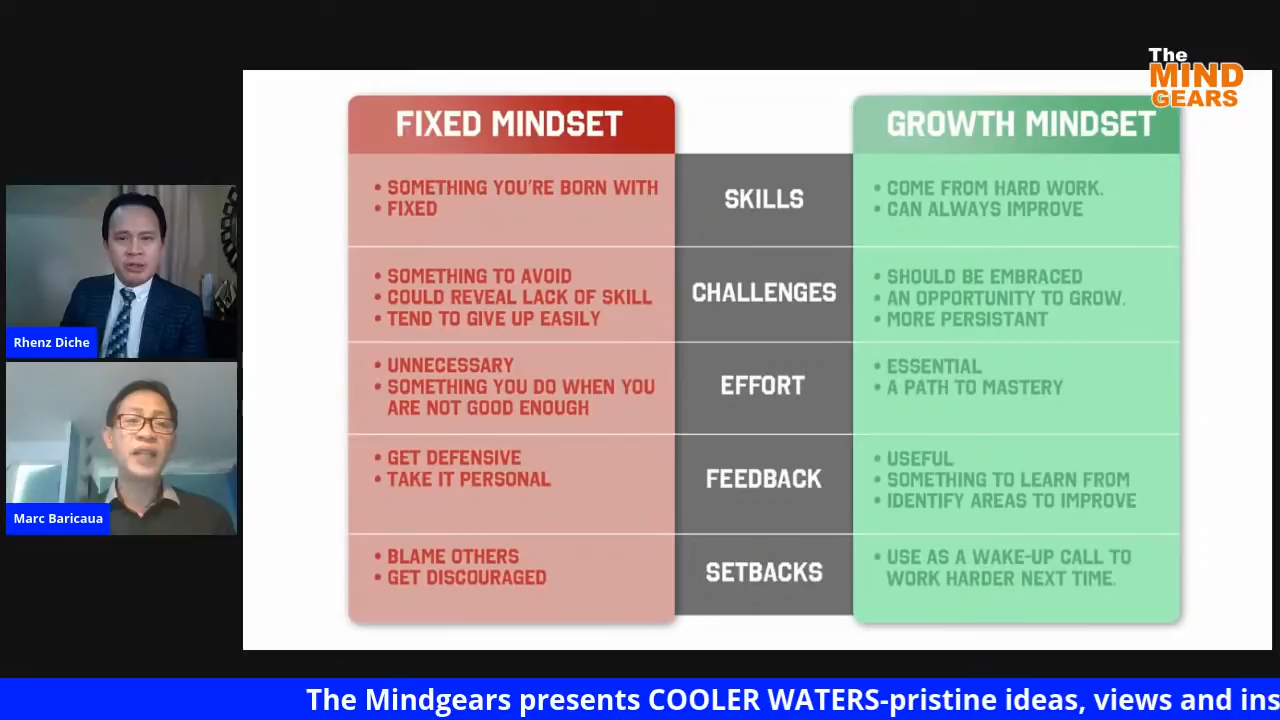 The
MIND
GEARS
FIXED MINDSET
GROWTH MINDSET
• SOMETHING YOU'RE BORN WITH
• FIXED
SKILLS
• COME FROM HARD WORK.
• CAN ALWAYS IMPROVE
• SOMETHING TO AVOID
• COULD REVEAL LACK OF SKILL
• TEND TO GIVE UP EASILY
CHALLENGES
• SHOULD BE EMBRACED
• AN OPPORTUNITY TO GROW.
• MORE PERSISTANT
• UNNECESSARY
• SOMETHING YOU DO WHEN YOU
ARE NOT GOOD ENOUGH
EFFORT
• ESSENTIAL
• A PATH TO MASTERY
• GET DEFENSIVE
• TAKE IT PERSONAL
FEEDBACK
• USEFUL
• SOMETHING TO LEARN FROM
• IDENTIFY AREAS TO IMPROVE
• BLAME OTHERS
• GET DISCOURAGED
SETBACKS
• USE AS A WAKE-UP CALL TO
WORK HARDER NEXT TIME.
Rhenz Diche
Marc Baricaua
The Mindgears presents COOLER WATERS-pristine ideas, views and ins